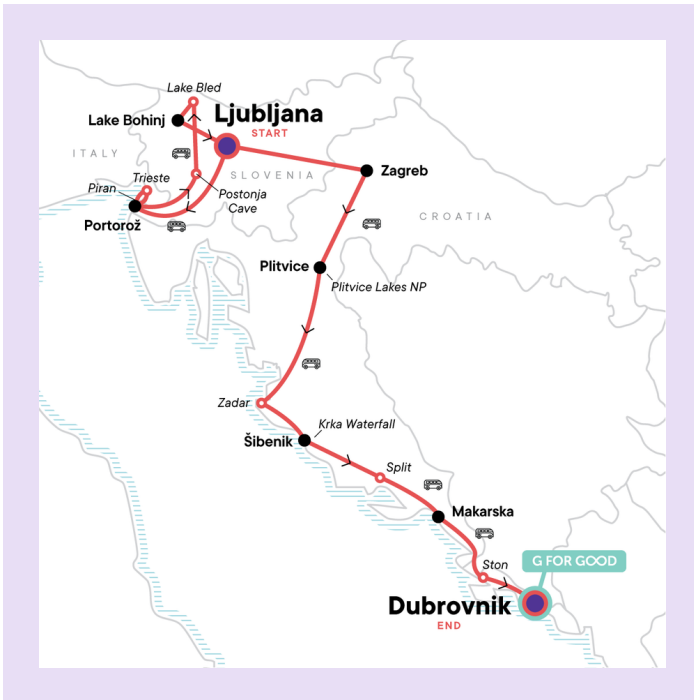 Lake Bled
Ljubljana
START
Lake Bohinj
ITALY
Trieste
Piran
SLOVENIA
Zagreb
Postonja
Cave
Portorož
CROATIA
Plitvice
Plitvice Lakes NP
Zadar
Krka Waterfall
Šibenik
Split
Makarska
G FOR GOOD
Ston
Dubrovnik
END